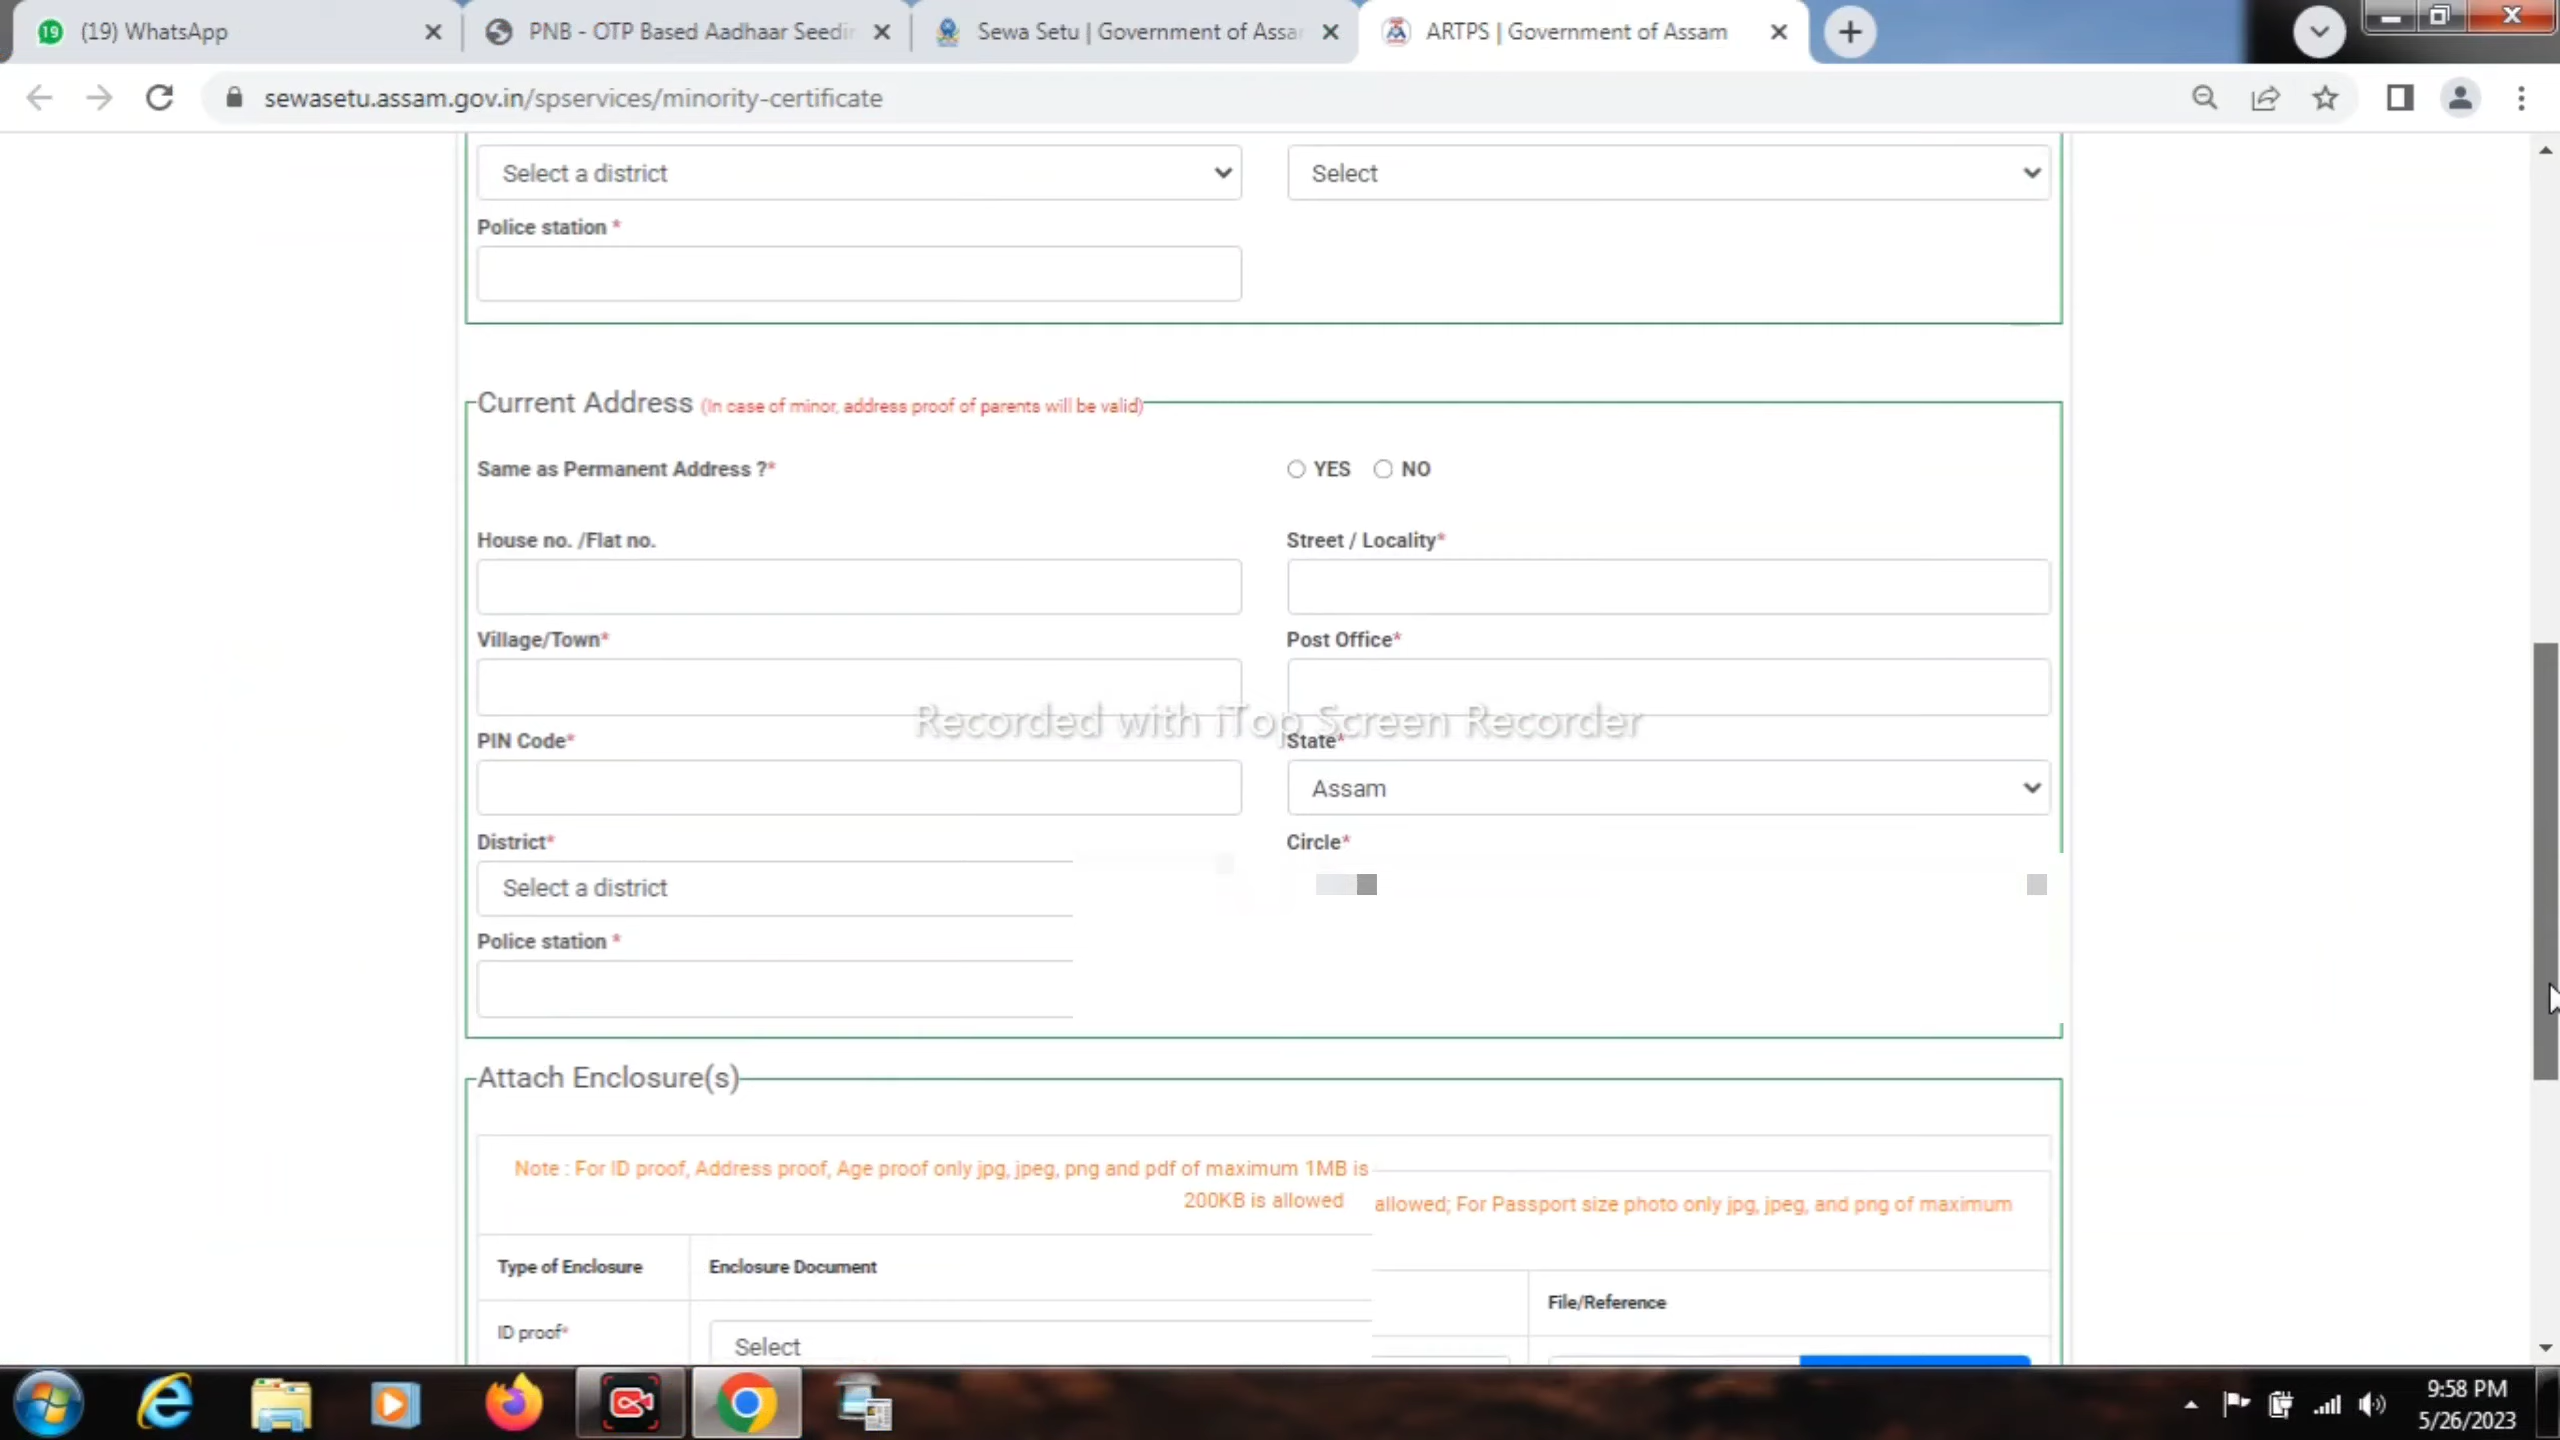 19 (19) WhatsApp
PNB - OTP Based Aadhaar Seedin
Sewa Setu | Government of Assa
ARTPS | Government of Assam
sewasetu.assam.gov.in/spservices/minority-certificate
Select a district
Select
Police station *
Current Address (In case of minor, address proof of parents will be valid)
Same as Permanent Address ?*
YES NO
House no. /Flat no.
Street / Locality*
Village/Town*
Post Office*
Recorded with iTop Screen Recorder
PIN Code*
State*
Assam
District*
Circle*
Select a district
Police station *
Attach Enclosure(s)
Note : For ID proof, Address proof, Age proof only jpg, jpeg, png and pdf of maximum 1MB is
200KB is allowed
allowed; For Passport size photo only jpg, jpeg, and png of maximum
Type of Enclosure
Enclosure Document
File/Reference
ID proof*
Select
9:58 PM
5/26/2023